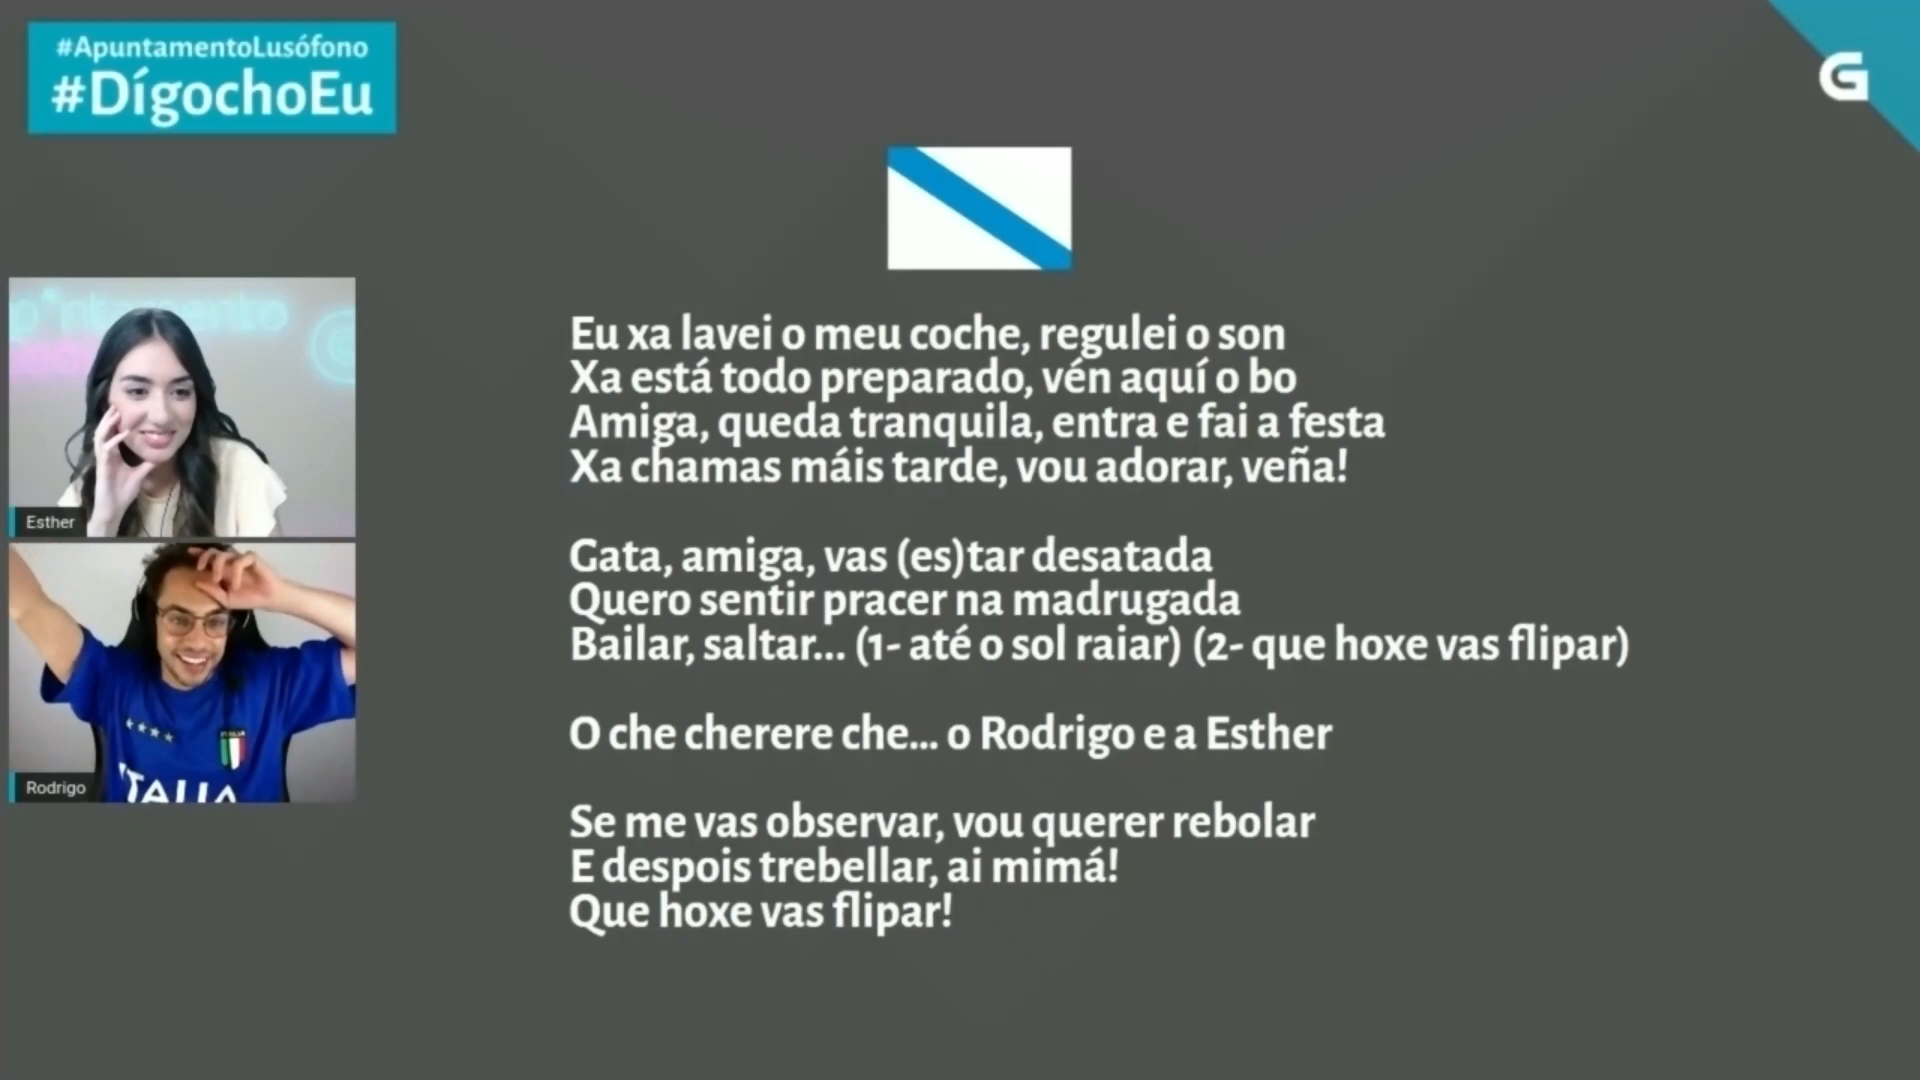 #ApuntamentoLusófono
#DígochoEu
G
Eu xa lavei o meu coche, regulei o son
Xa está todo preparado, vén aquí o bo
Amiga, queda tranquila, entra e fai a festa
Xa chamas máis tarde, vou adorar, veña!
Gata, amiga, vas (es)tar desatada
Quero sentir pracer na madrugada
Bailar, saltar... (1- até o sol raiar) (2- que hoxe vas flipar)
O che cherere che... o Rodrigo e a Esther
Se me vas observar, vou querer rebolar
E despois trebellar, ai mimá!
Que hoxe vas flipar!
Esther
ITALIA
ITALIA
Rodrigo